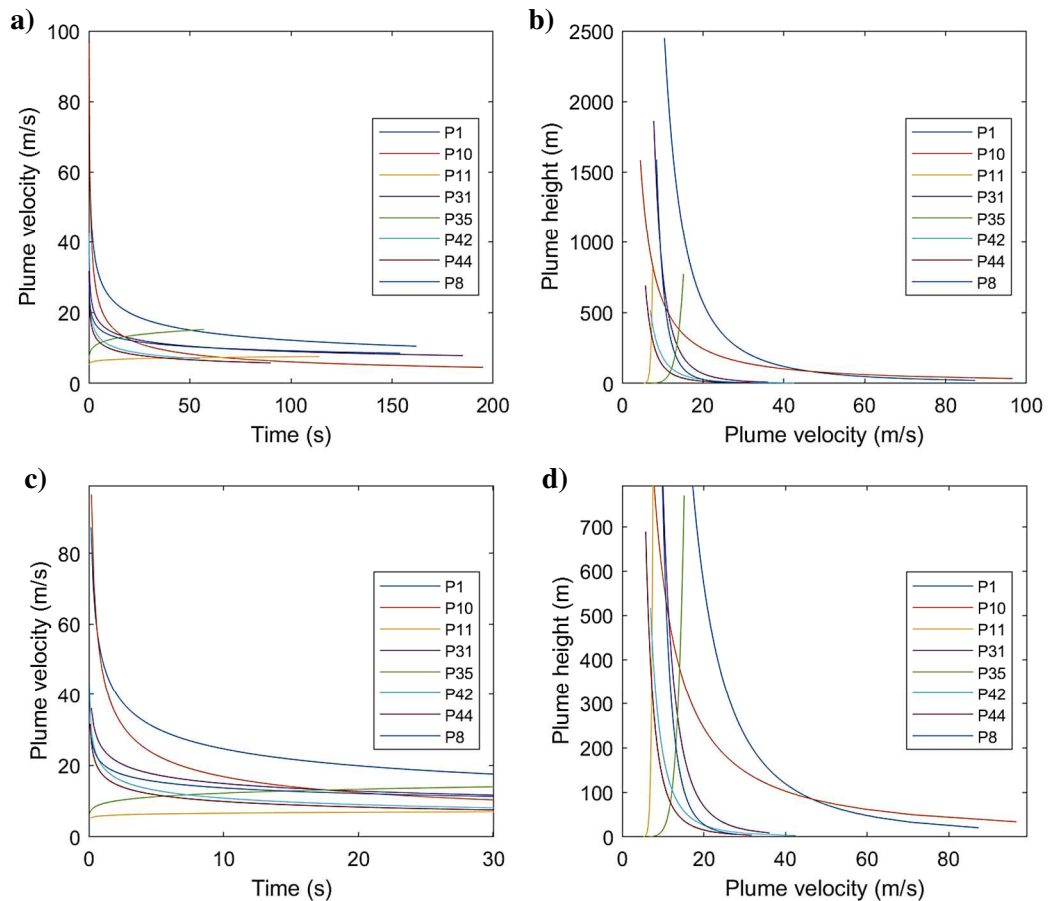 a)
Plume velocity (m/s)
100
80
60
40
20
0
0 50 100 150 200
Time (s)
P1
P10
P11
P31
P35
P42
P44
P8
b)
Plume height (m)
2500
2000
1500
1000
500
0
0 20 40 60 80 100
Plume velocity (m/s)
P1
P10
P11
P31
P35
P42
P44
P8
c)
Plume velocity (m/s)
80
60
40
20
0
0 10 20 30
Time (s)
P1
P10
P11
P31
P35
P42
P44
P8
d)
Plume height (m)
700
600
500
400
300
200
100
0
0 20 40 60 80
Plume velocity (m/s)
P1
P10
P11
P31
P35
P42
P44
P8